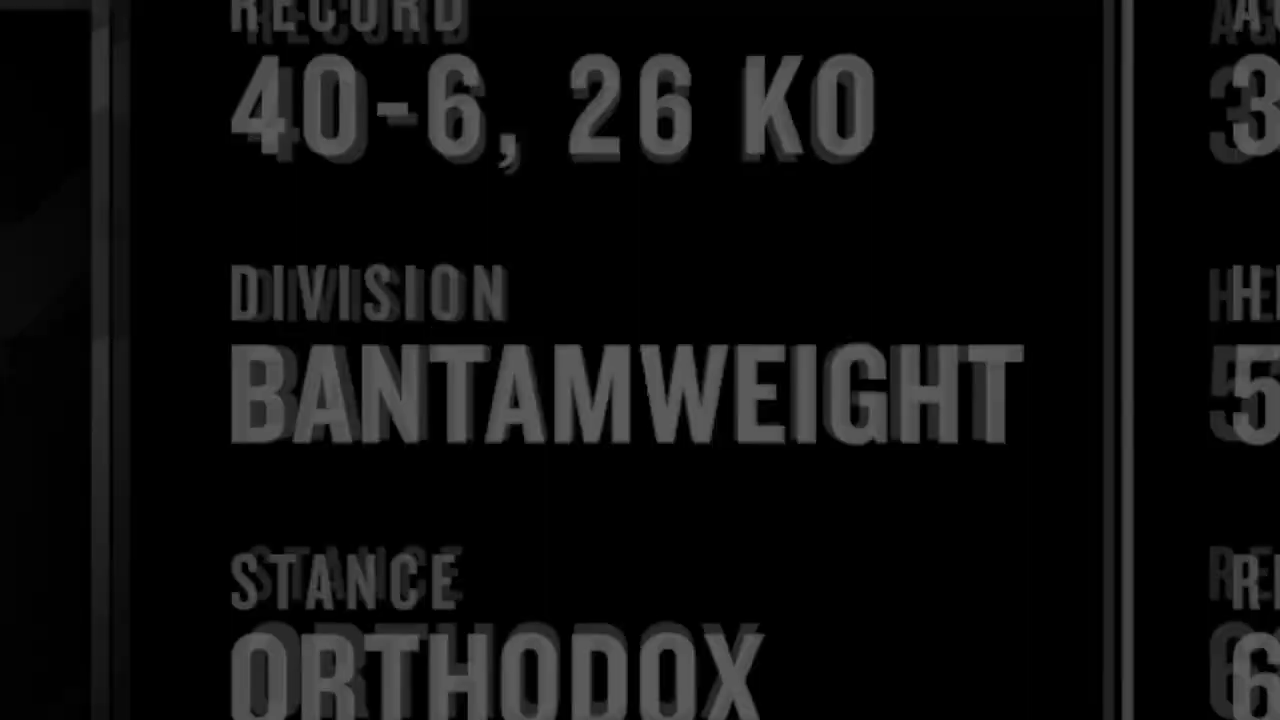 RECORD
40-6, 26 KO
DIVISION
BANTAMWEIGHT
STANCE
ORTHODOX